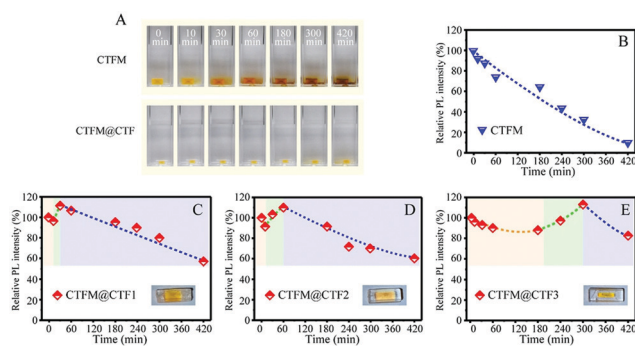 A
0 min 10 min 30 min 60 min 180 min 300 min 420 min
CTFM
CTFM@CTF
B
Relative PL intensity (%)
120
100
80
60
40
20
0
CTFM
0 60 120 180 240 300 360 420
Time (min)
C
Relative PL intensity (%)
120
100
80
60
40
20
0
CTFM@CTF1
0 60 120 180 240 300 360 420
Time (min)
D
Relative PL intensity (%)
120
100
80
60
40
20
0
CTFM@CTF2
0 60 120 180 240 300 360 420
Time (min)
E
Relative PL intensity (%)
120
100
80
60
40
20
0
CTFM@CTF3
0 60 120 180 240 300 360 420
Time (min)